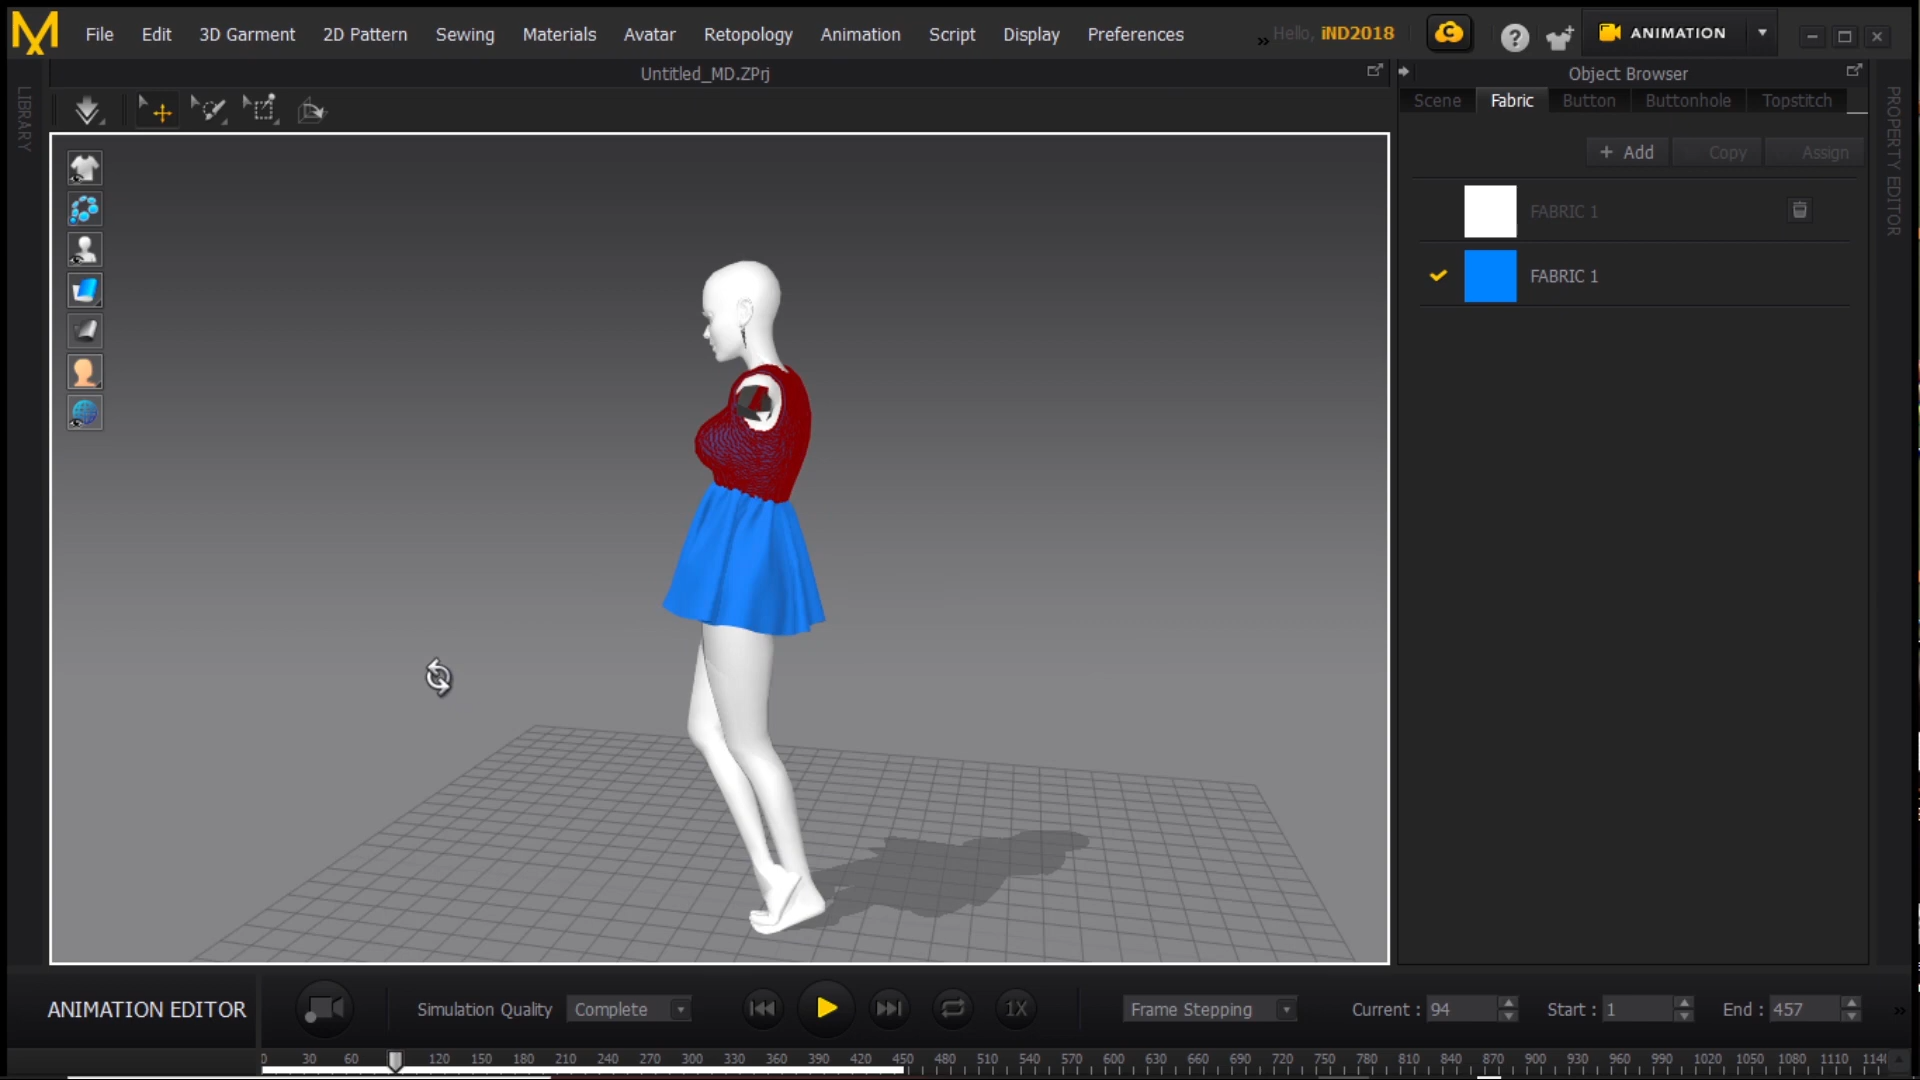 File Edit 3D Garment 2D Pattern Sewing Materials Avatar Retopology Animation Script Display Preferences » Hello, iND2018 ? ANIMATION
Untitled_MD.ZPrj
Object Browser
LIBRARY
PROPERTY EDITOR
Scene Fabric Button Buttonhole Topstitch
+ Add Copy Assign
FABRIC 1
FABRIC 1
ANIMATION EDITOR Simulation Quality Complete 1X Frame Stepping Current : 94 Start : 1 End : 457 »
0 30 60 120 150 180 210 240 270 300 330 360 390 420 450 480 510 540 570 600 630 660 690 720 750 780 810 840 870 900 930 960 990 1020 1050 1080 1110